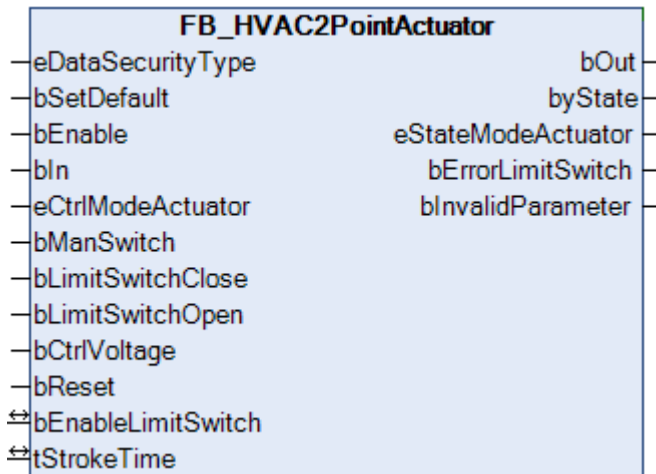 FB_HVAC2PointActuator
eDataSecurityType bOut
bSetDefault byState
bEnable eStateModeActuator
bIn bErrorLimitSwitch
eCtrlModeActuator bInvalidParameter
bManSwitch
bLimitSwitchClose
bLimitSwitchOpen
bCtrlVoltage
bReset
bEnableLimitSwitch
tStrokeTime